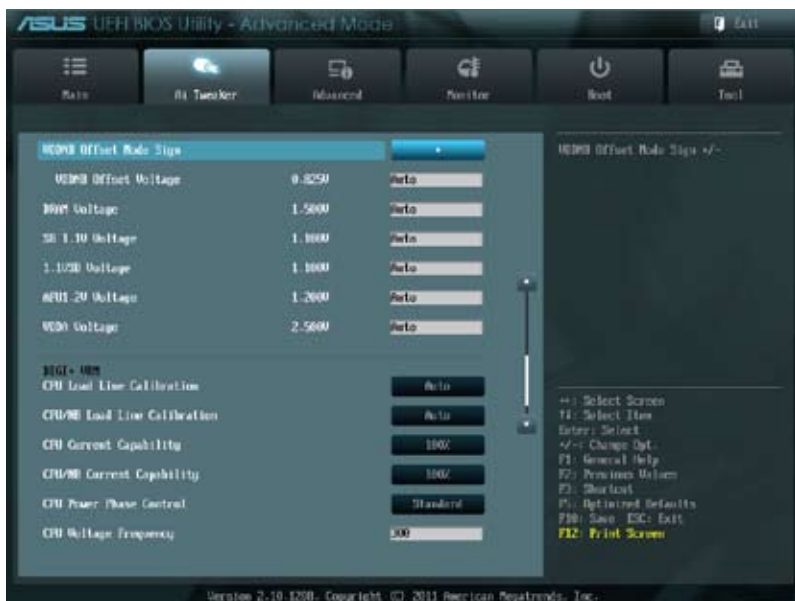 ASUS UEFI BIOS Utility - Advanced Mode
Exit
Main
Ai Tweaker
Advanced
Monitor
Boot
Tool
VDDNB Offset Mode Sign
VDDNB Offset Mode Sign +/-
VDDNB Offset Voltage 0.825V Auto
DRAM Voltage 1.500V Auto
SB 1.1V Voltage 1.100V Auto
1.1VSB Voltage 1.100V Auto
APU1.2V Voltage 1.200V Auto
VDDA Voltage 2.500V Auto
DIGI+ VRM
CPU Load Line Calibration Auto
CPU/NB Load Line Calibration Auto
CPU Current Capability 100%
CPU/NB Current Capability 100%
CPU Power Phase Control Standard
CPU Voltage Frequency 300
: Select Screen
: Select Item
Enter: Select
+/-: Change Opt.
F1: General Help
F2: Previous Values
F3: Shortcut
F5: Optimized Defaults
F10: Save ESC: Exit
F12: Print Screen
Version 2.10.1208. Copyright (C) 2011 American Megatrends, Inc.